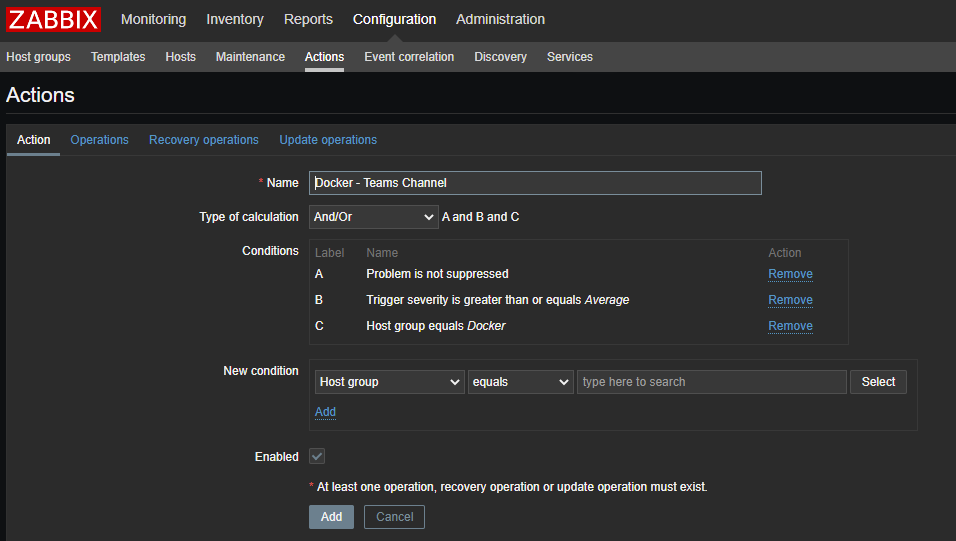 ZABBIX Monitoring Inventory Reports Configuration Administration
Host groups Templates Hosts Maintenance Actions Event correlation Discovery Services
Actions
Action Operations Recovery operations Update operations
* Name Docker - Teams Channel
Type of calculation And/Or A and B and C
Conditions Label Name Action
A Problem is not suppressed Remove
B Trigger severity is greater than or equals Average Remove
C Host group equals Docker Remove
New condition Host group equals type here to search Select
Add
Enabled
* At least one operation, recovery operation or update operation must exist.
Add Cancel